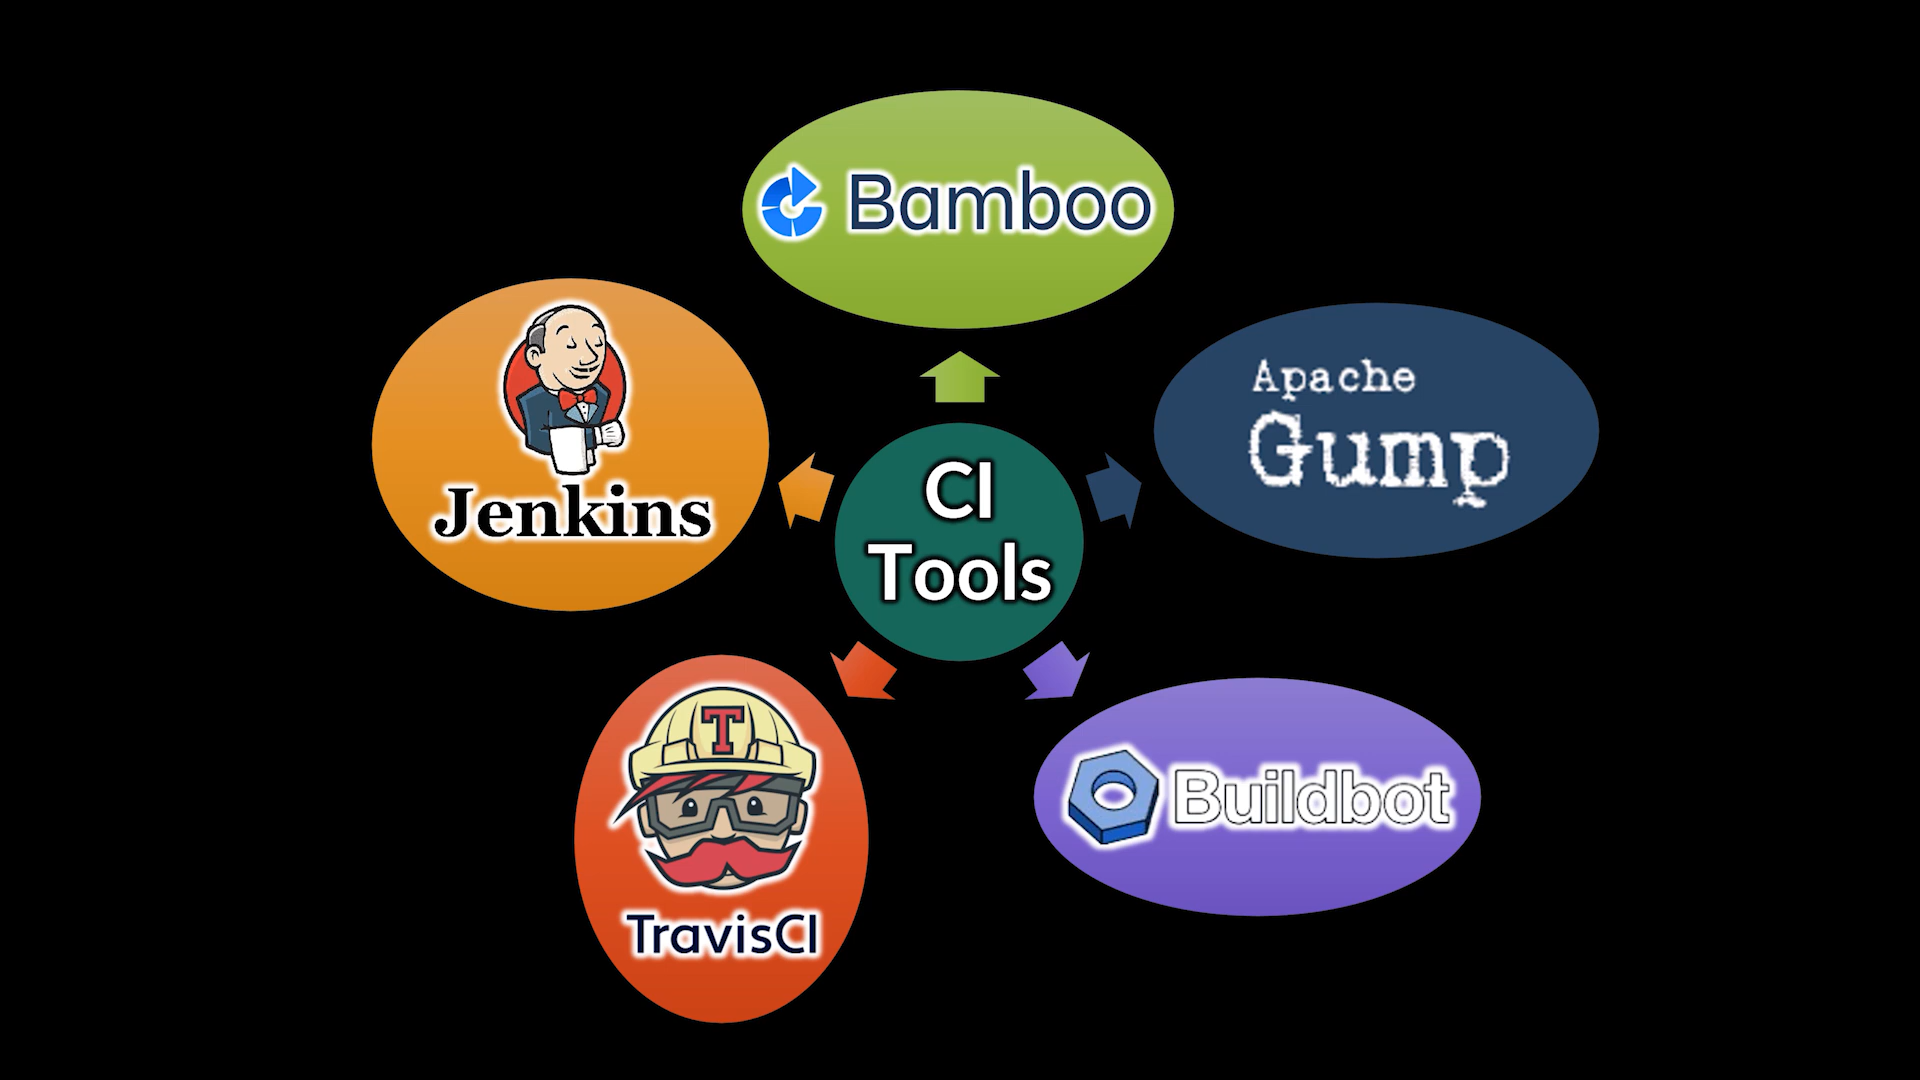 Bamboo
Jenkins
Apache
Gump
CI
Tools
T
TravisCI
Buildbot